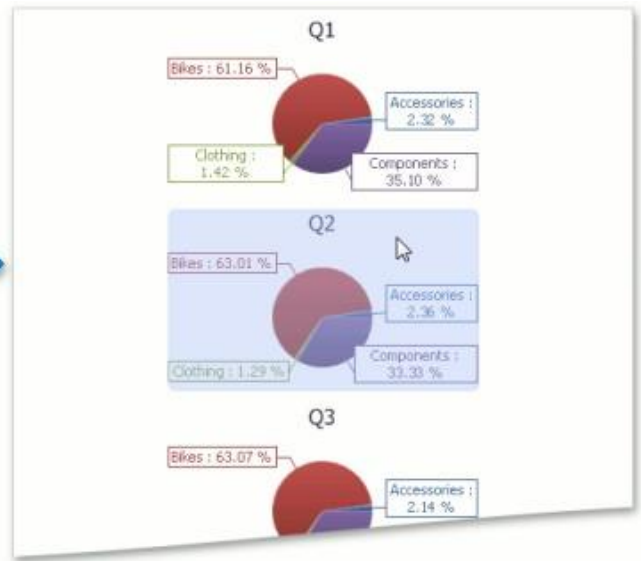 Q1
Bikes : 61.16 %
Accessories :
2.32 %
Clothing :
1.42 %
Components :
35.10 %
Q2
Bikes : 63.01 %
Accessories :
2.36 %
Components :
33.33 %
Clothing : 1.29 %
Q3
Bikes : 63.07 %
Accessories :
2.14 %